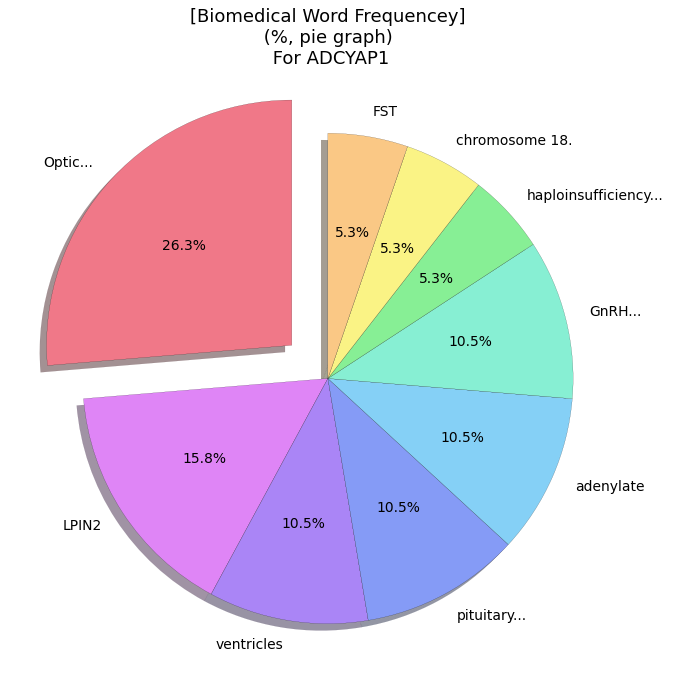 [Biomedical Word Frequencey]
(%, pie graph)
For ADCYAP1
FST
chromosome 18.
Optic...
haploinsufficiency...
5.3%
26.3%
5.3%
5.3%
GnRH...
10.5%
10.5%
15.8%
adenylate
10.5%
10.5%
LPIN2
pituitary...
ventricles